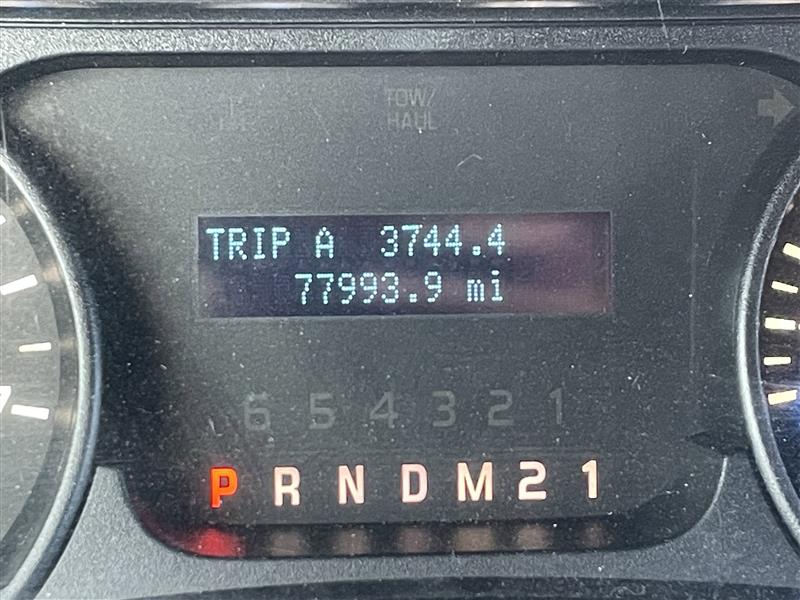 TOW/
HAUL
TRIP A 3744.4
77993.9 mi
6 5 4 3 2 1
P R N D M 2 1